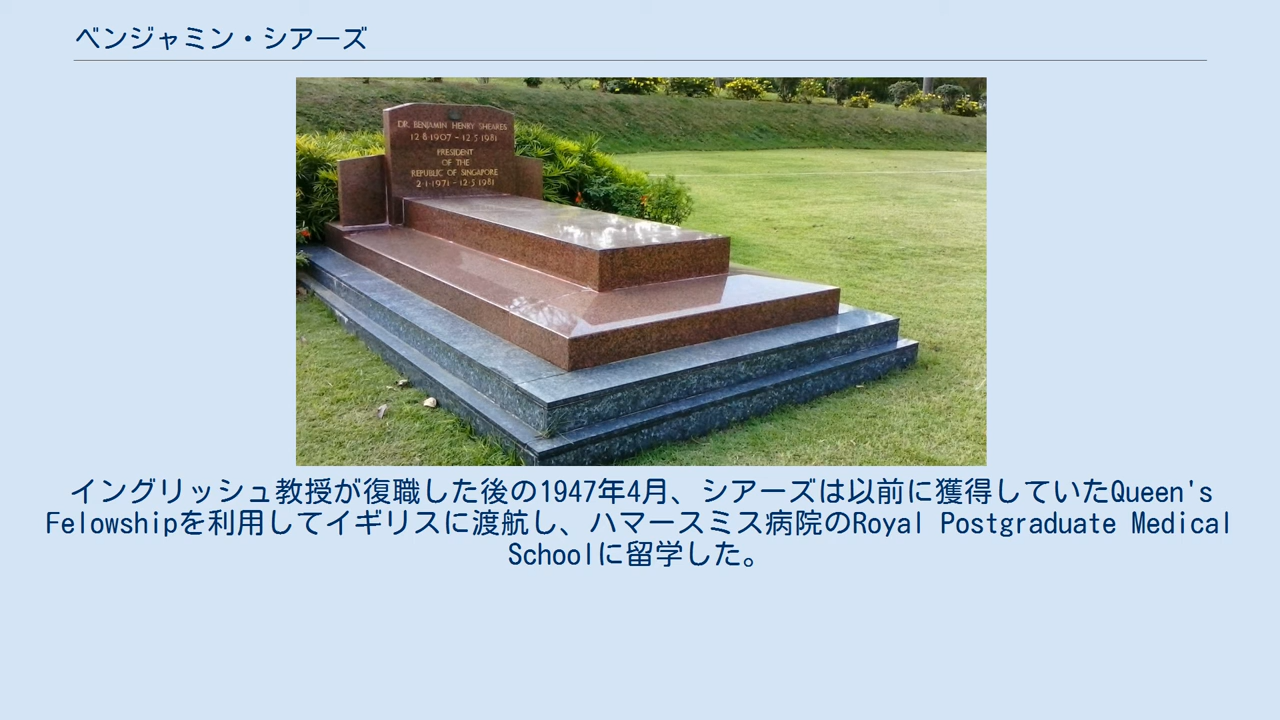 ベンジャミン・シアーズ
DR. BENJAMIN HENRY SHEARES
12·8·1907 - 12·5·1981
PRESIDENT
OF THE
REPUBLIC OF SINGAPORE
2·1·1971 - 12·5·1981
イングリッシュ教授が復職した後の1947年4月、シアーズは以前に獲得していたQueen's
Felowshipを利用してイギリスに渡航し、ハマースミス病院のRoyal Postgraduate Medical
Schoolに留学した。